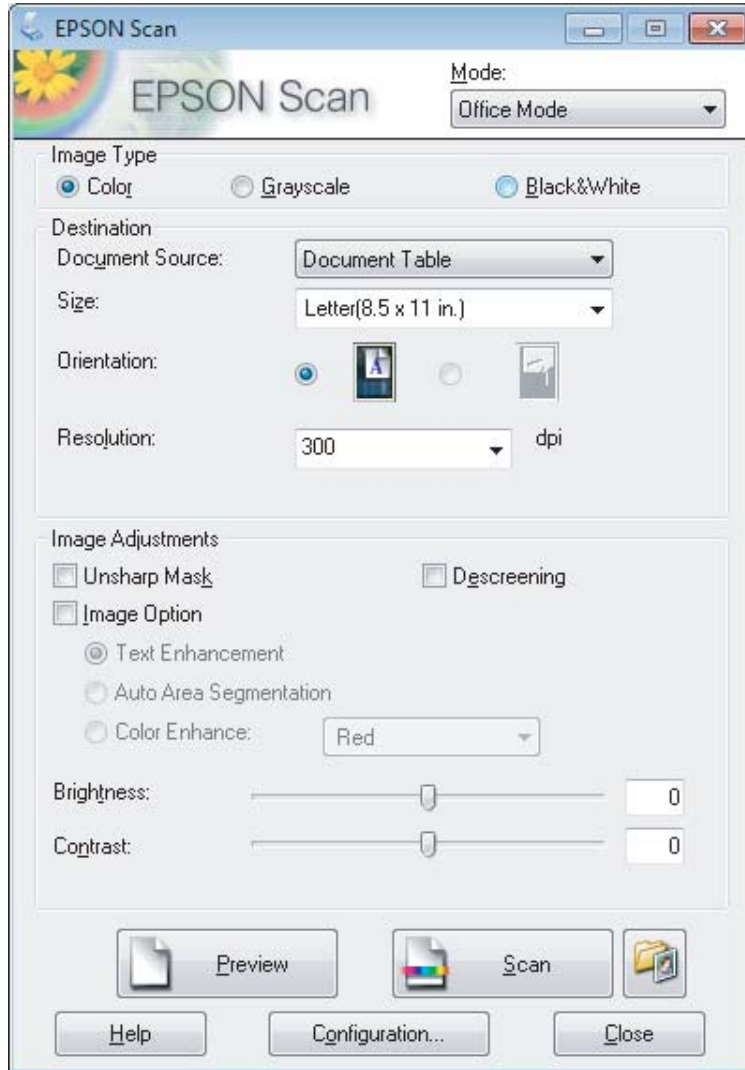 EPSON Scan
EPSON Scan
Mode:
Office Mode
Image Type
Color
Grayscale
Black&White
Destination
Document Source:
Document Table
Size:
Letter(8.5 x 11 in.)
Orientation:
A
Resolution:
300
dpi
Image Adjustments
Unsharp Mask
Descreening
Image Option
Text Enhancement
Auto Area Segmentation
Color Enhance:
Red
Brightness:
0
Contrast:
0
Preview
Scan
Help
Configuration...
Close